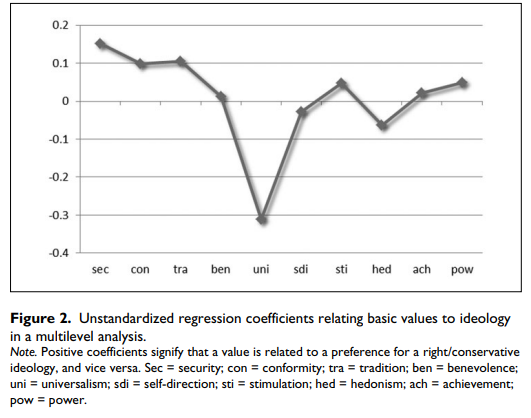 0.2
0.1
0
-0.1
-0.2
-0.3
-0.4
sec con tra ben uni sdi sti hed ach pow
Figure 2. Unstandardized regression coefficients relating basic values to ideology
in a multilevel analysis.
Note. Positive coefficients signify that a value is related to a preference for a right/conservative
ideology, and vice versa. Sec = security; con = conformity; tra = tradition; ben = benevolence;
uni = universalism; sdi = self-direction; sti = stimulation; hed = hedonism; ach = achievement;
pow = power.